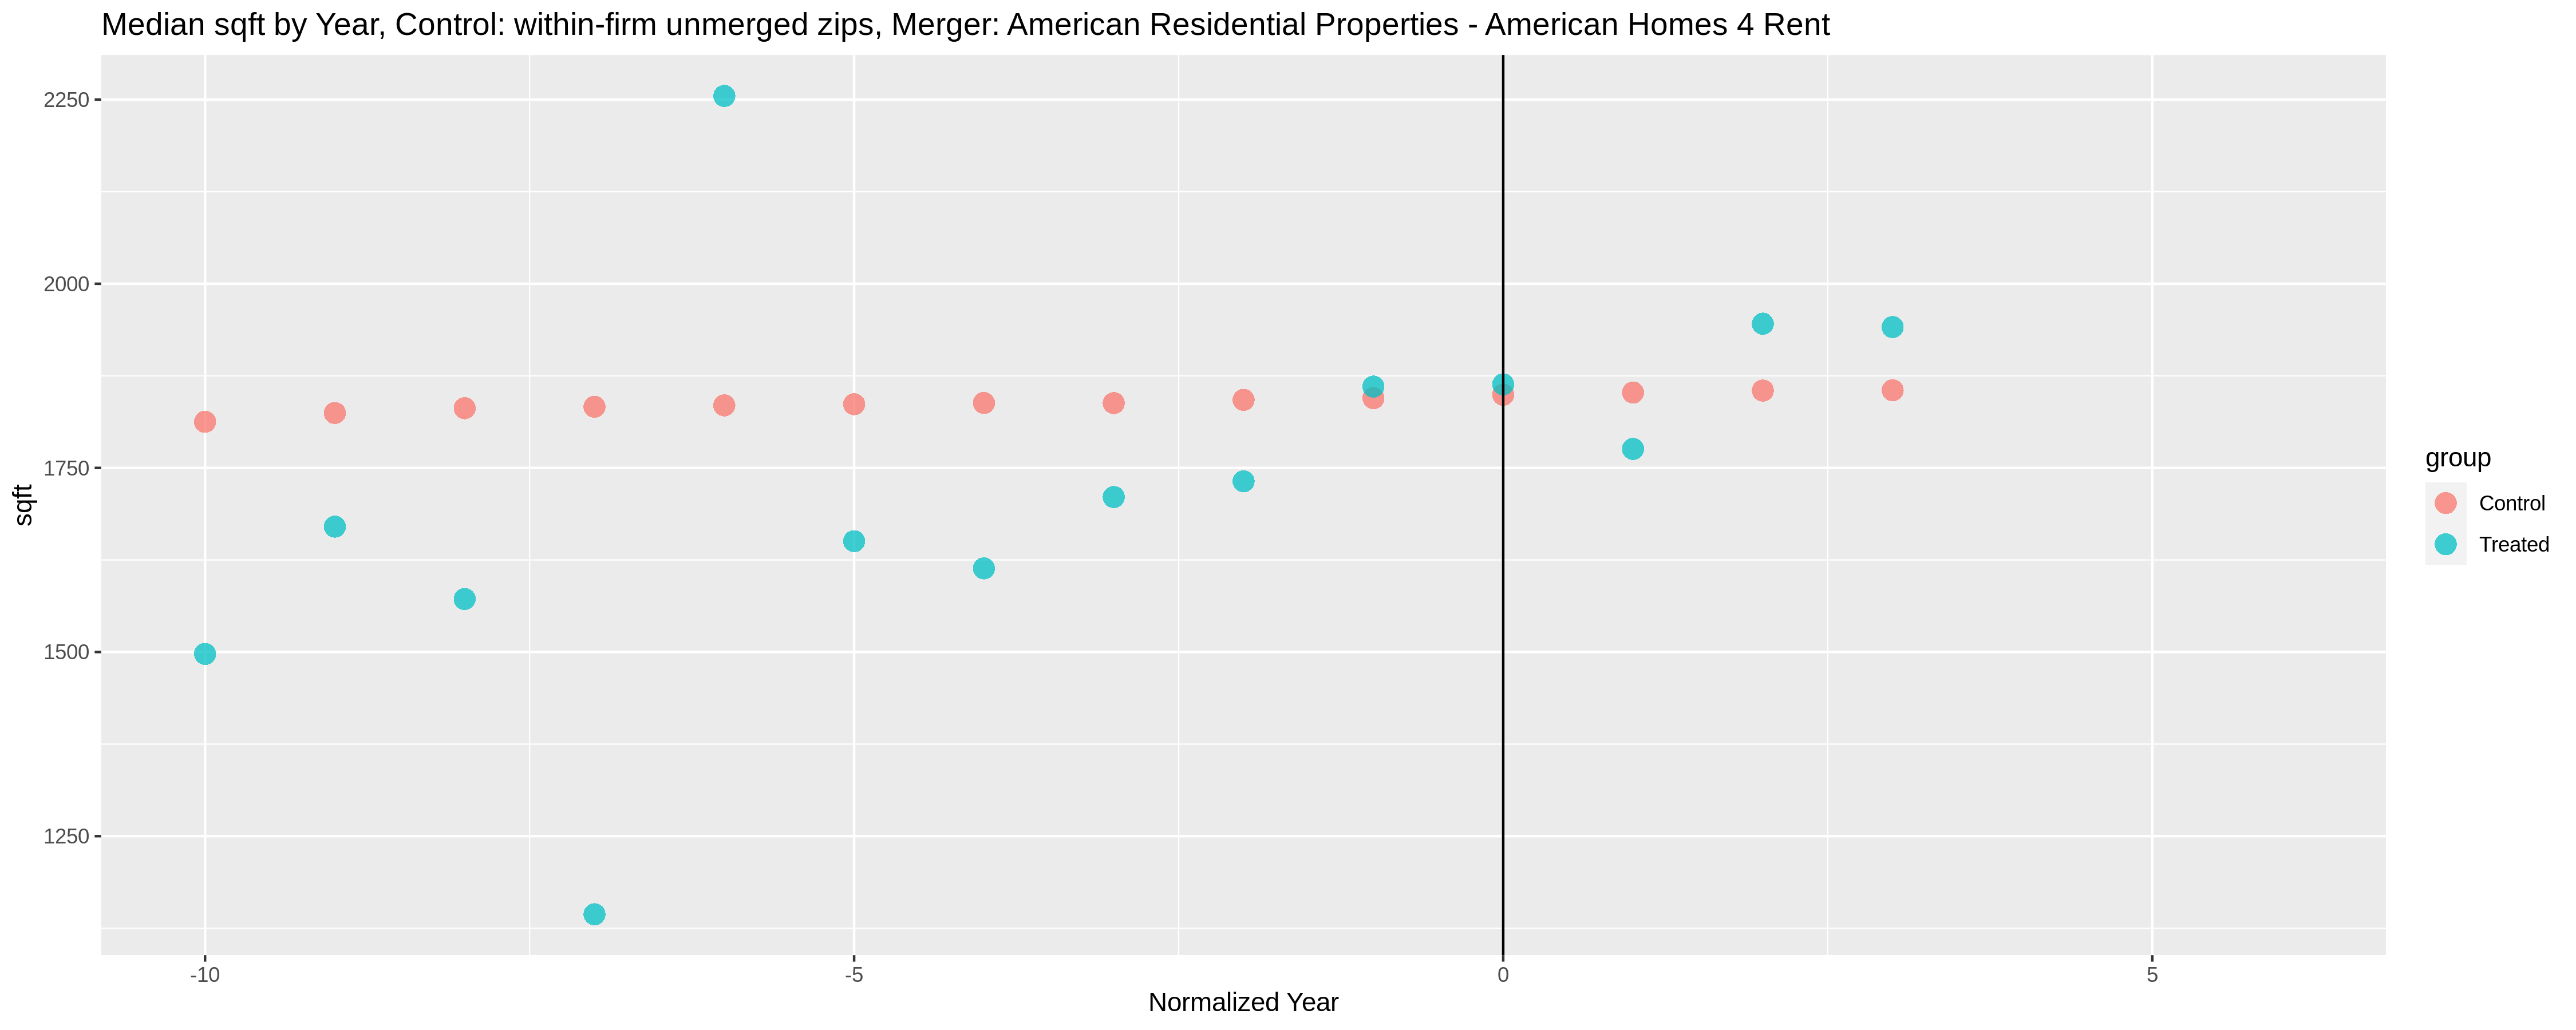 Median sqft by Year, Control: within-firm unmerged zips, Merger: American Residential Properties - American Homes 4 Rent
2250
2000
1750
1500
1250
sqft
-10
-5
0
5
Normalized Year
group
Control
Treated